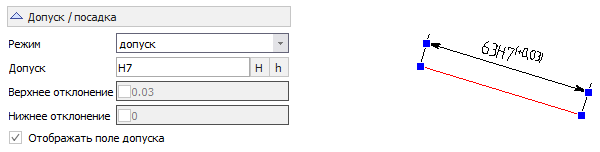 Допуск / посадка
Режим допуск
Допуск H7 H h
Верхнее отклонение 0.03
Нижнее отклонение 0
Отображать поле допуска
63H7(+0,03)